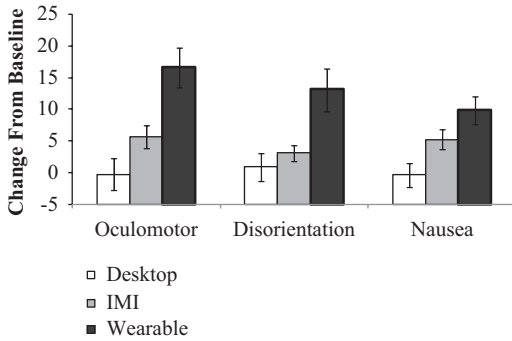 Change From Baseline
25
20
15
10
5
0
-5
Oculomotor Disorientation Nausea
Desktop
IMI
Wearable